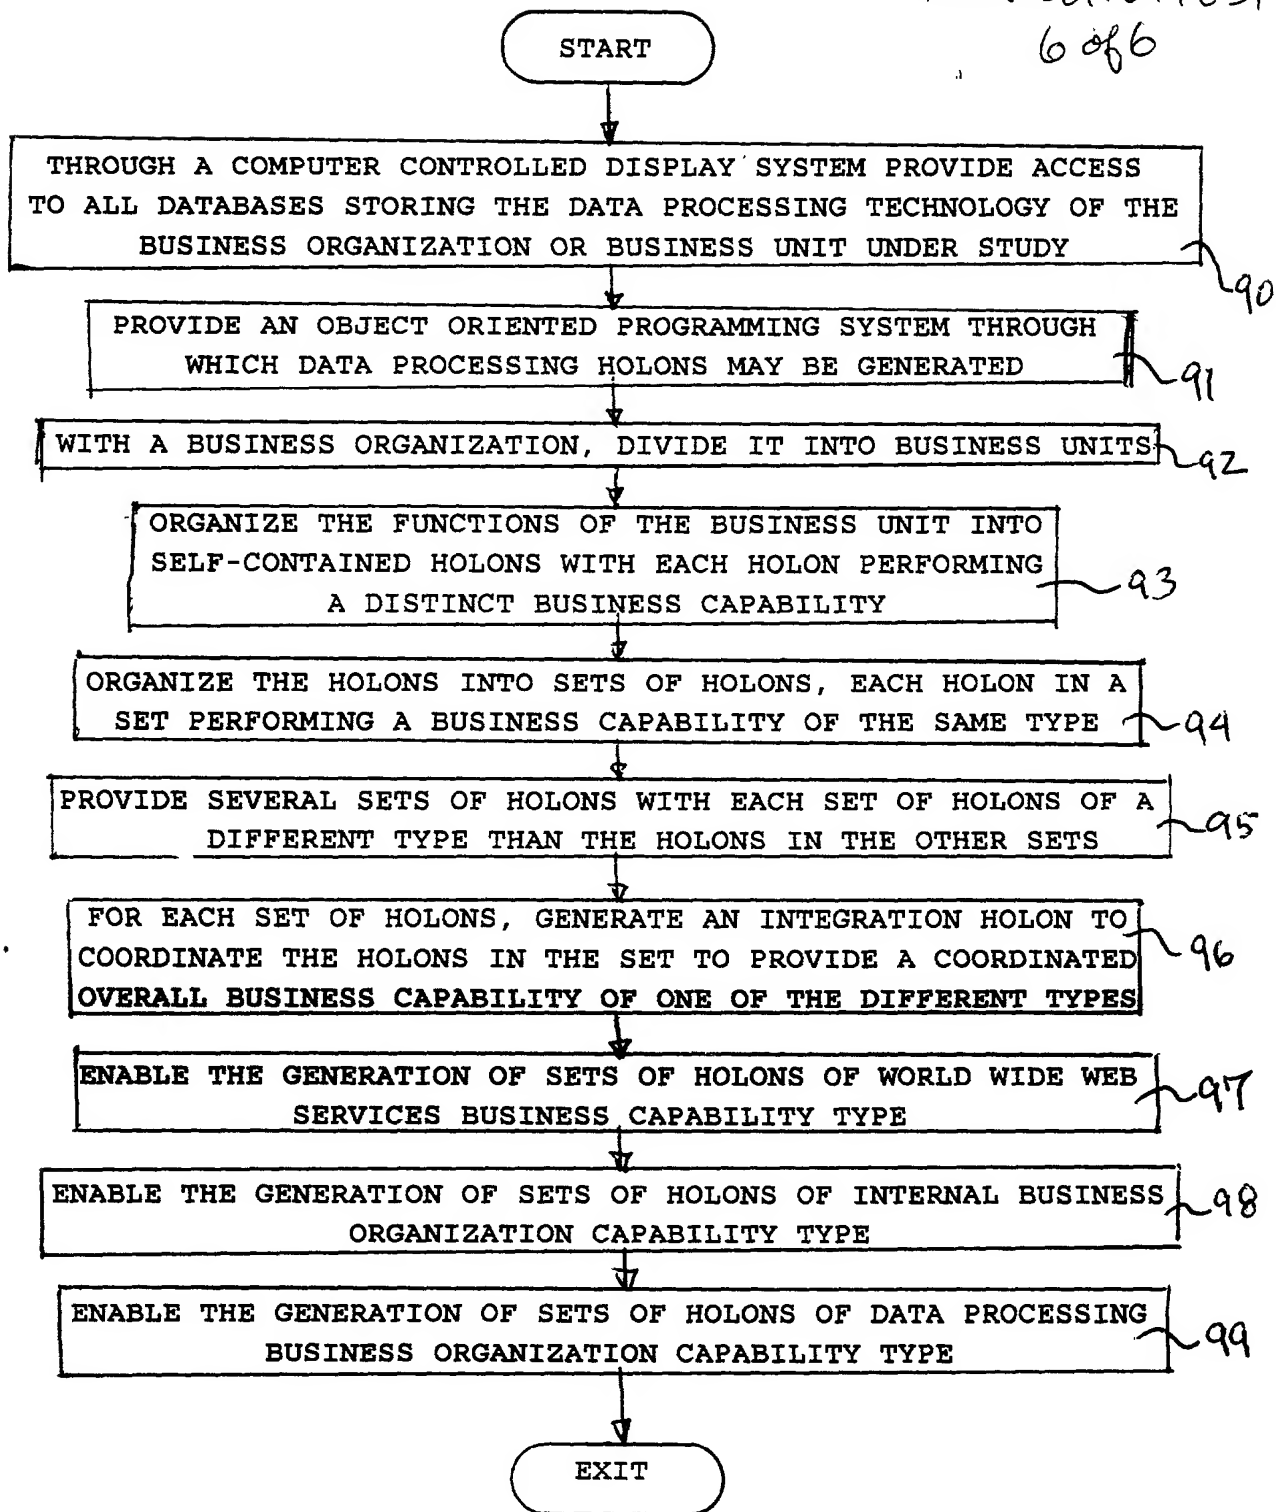 6 of 6
START
THROUGH A COMPUTER CONTROLLED DISPLAY SYSTEM PROVIDE ACCESS
TO ALL DATABASES STORING THE DATA PROCESSING TECHNOLOGY OF THE
BUSINESS ORGANIZATION OR BUSINESS UNIT UNDER STUDY
90
PROVIDE AN OBJECT ORIENTED PROGRAMMING SYSTEM THROUGH
WHICH DATA PROCESSING HOLONS MAY BE GENERATED
91
WITH A BUSINESS ORGANIZATION, DIVIDE IT INTO BUSINESS UNITS
92
ORGANIZE THE FUNCTIONS OF THE BUSINESS UNIT INTO
SELF-CONTAINED HOLONS WITH EACH HOLON PERFORMING
A DISTINCT BUSINESS CAPABILITY
93
ORGANIZE THE HOLONS INTO SETS OF HOLONS, EACH HOLON IN A
SET PERFORMING A BUSINESS CAPABILITY OF THE SAME TYPE
94
PROVIDE SEVERAL SETS OF HOLONS WITH EACH SET OF HOLONS OF A
DIFFERENT TYPE THAN THE HOLONS IN THE OTHER SETS
95
FOR EACH SET OF HOLONS, GENERATE AN INTEGRATION HOLON TO
COORDINATE THE HOLONS IN THE SET TO PROVIDE A COORDINATED
OVERALL BUSINESS CAPABILITY OF ONE OF THE DIFFERENT TYPES
96
ENABLE THE GENERATION OF SETS OF HOLONS OF WORLD WIDE WEB
SERVICES BUSINESS CAPABILITY TYPE
97
ENABLE THE GENERATION OF SETS OF HOLONS OF INTERNAL BUSINESS
ORGANIZATION CAPABILITY TYPE
98
ENABLE THE GENERATION OF SETS OF HOLONS OF DATA PROCESSING
BUSINESS ORGANIZATION CAPABILITY TYPE
99
EXIT